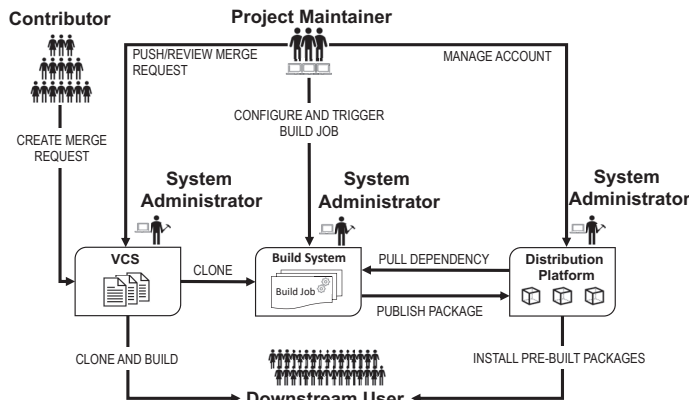 Contributor
Project Maintainer
PUSH/REVIEW MERGE
REQUEST
MANAGE ACCOUNT
CONFIGURE AND TRIGGER
BUILD JOB
CREATE MERGE
REQUEST
System
Administrator
System
Administrator
System
Administrator
VCS
CLONE
Build System
Build Job
PULL DEPENDENCY
PUBLISH PACKAGE
Distribution
Platform
CLONE AND BUILD
INSTALL PRE-BUILT PACKAGES
Downstream User